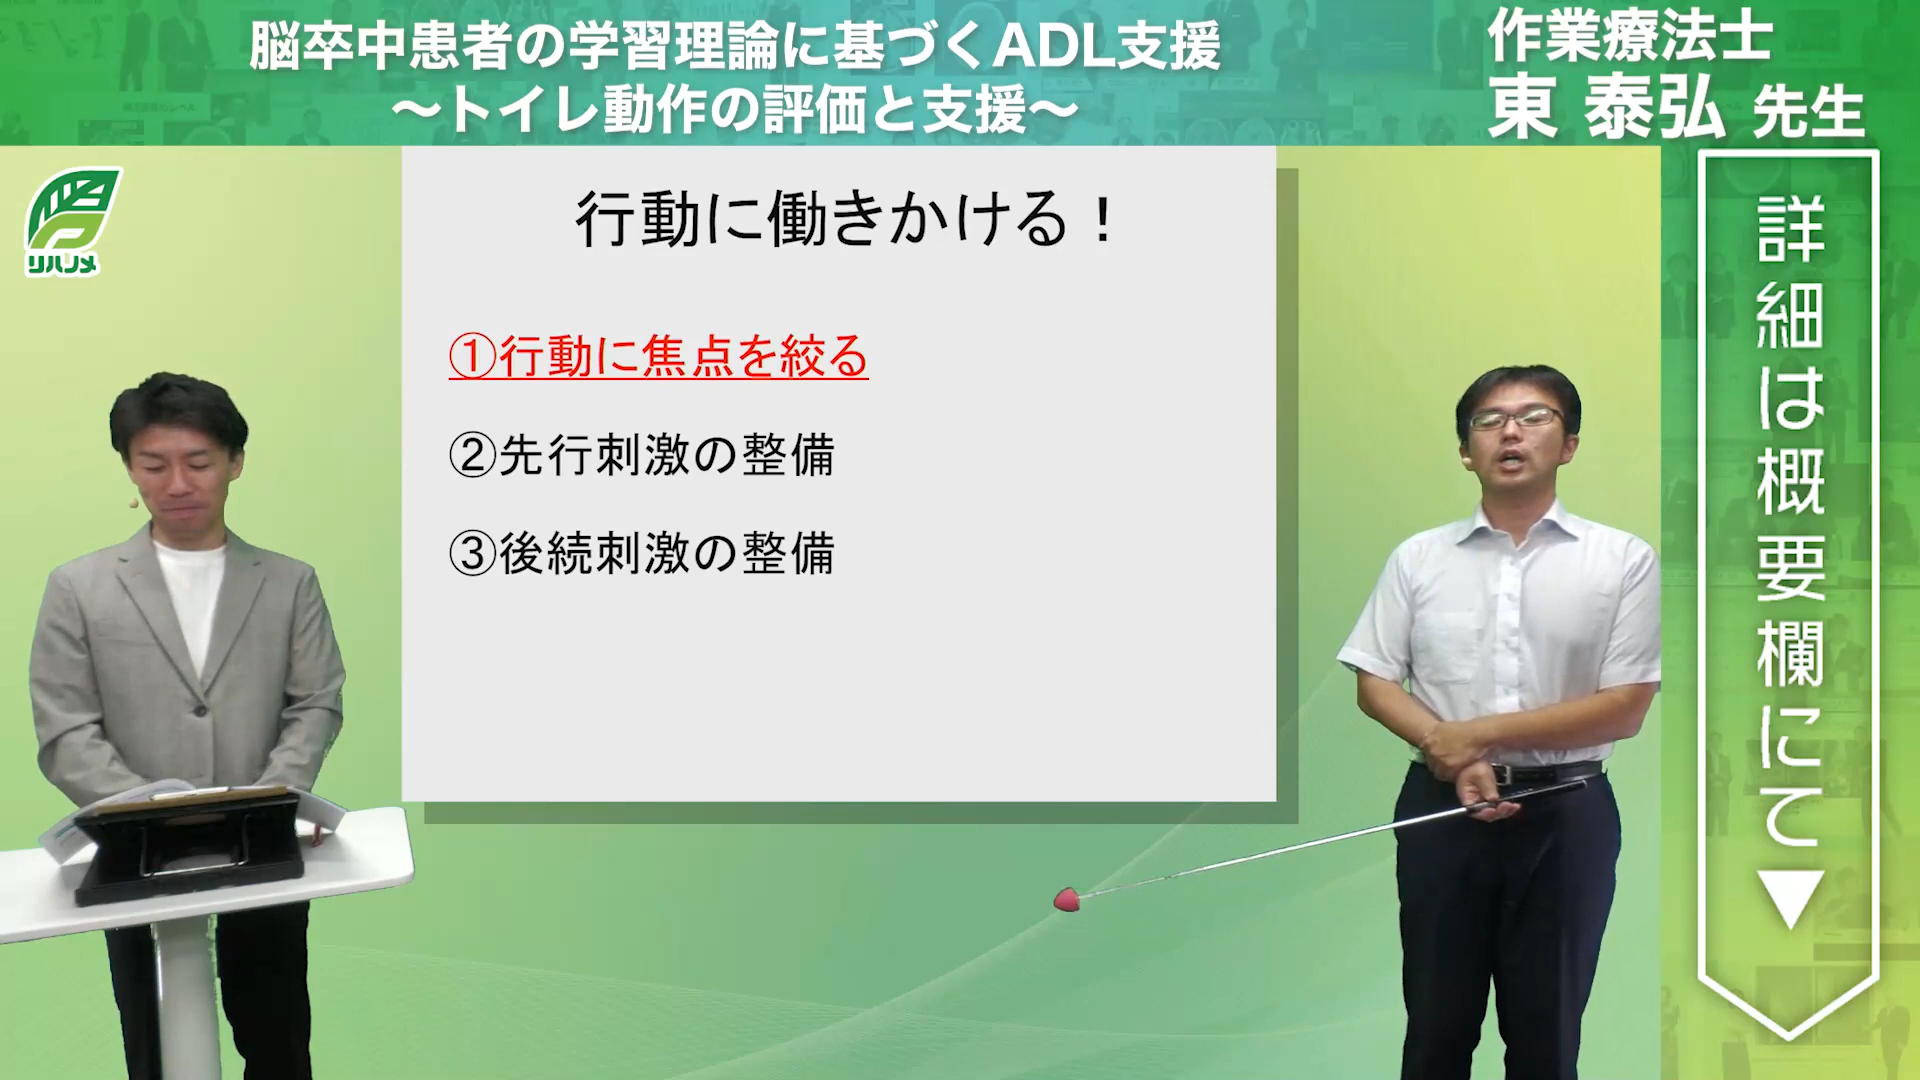 脳卒中患者の学習理論に基づくADL支援
～トイレ動作の評価と支援～
作業療法士
東 泰弘 先生
リハノメ
行動に働きかける！
①行動に焦点を絞る
②先行刺激の整備
③後続刺激の整備
詳細は概要欄にて▼